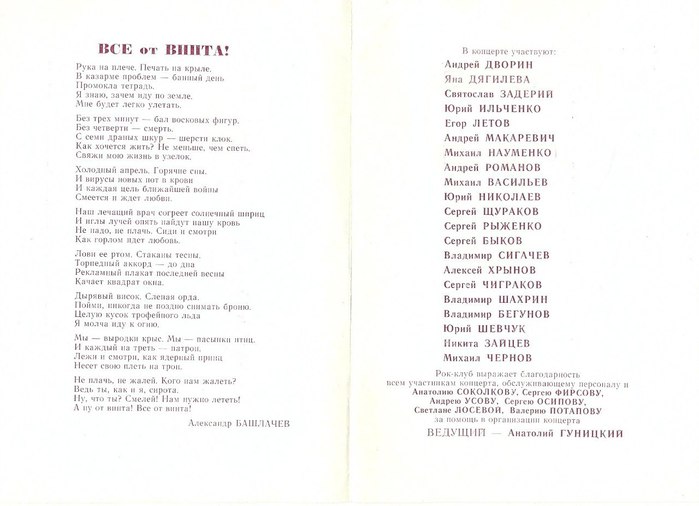 ВСЕ от ВИНТА!
Рука на плече. Печать на крыле.
В казарме проблем — банный день
Промокла тетрадь.
Я знаю, зачем иду по земле.
Мне будет легко улетать.
Без трех минут — бал восковых фигур.
Без четверти — смерть.
С семи драных шкур — шерсти клок.
Как хочется жить? Не меньше, чем спеть.
Свяжи мою жизнь в узелок.
Холодный апрель. Горячие сны.
И вирусы новых нот в крови
И каждая цель ближайшей войны
Смеется и ждет любви.
Наш лечащий врач согреет солнечный шприц
И иглы лучей опять найдут нашу кровь
Не надо, не плачь. Сиди и смотри
Как горлом идет любовь.
Лови ее ртом. Стаканы тесны.
Торпедный аккорд — до дна
Рекламный плакат последней весны
Качает квадрат окна.
Дырявый висок. Слепая орда.
Пойми, никогда не поздно снимать броню.
Целую кусок трофейного льда
Я молча иду к огню.
Мы — выродки крыс. Мы — пасынки птиц.
И каждый на треть — патрон.
Лежи и смотри, как ядерный принц
Несет свою плеть на трон.
Не плачь, не жалей. Кого нам жалеть?
Ведь ты, как и я, сирота.
Ну, что ты? Смелей! Нам нужно лететь!
А ну от винта! Все от винта!
Александр БАШЛАЧЕВ
В концерте участвуют:
Андрей ДВОРИН
Яна ДЯГИЛЕВА
Святослав ЗАДЕРИЙ
Юрий ИЛЬЧЕНКО
Егор ЛЕТОВ
Андрей МАКАРЕВИЧ
Михаил НАУМЕНКО
Андрей РОМАНОВ
Михаил ВАСИЛЬЕВ
Юрий НИКОЛАЕВ
Сергей ЩУРАКОВ
Сергей РЫЖЕНКО
Сергей БЫКОВ
Владимир СИГАЧЕВ
Алексей ХРЫНОВ
Сергей ЧИГРАКОВ
Владимир ШАХРИН
Владимир БЕГУНОВ
Юрий ШЕВЧУК
Никита ЗАЙЦЕВ
Михаил ЧЕРНОВ
Рок-клуб выражает благодарность
всем участникам концерта, обслуживающему персоналу и
Анатолию СОКОЛКОВУ, Сергею ФИРСОВУ,
Андрею УСОВУ, Сергею ОСИПОВУ,
Светлане ЛОСЕВОЙ, Валерию ПОТАПОВУ
за помощь в организации концерта
ВЕДУЩИЙ — Анатолий ГУНИЦКИЙ